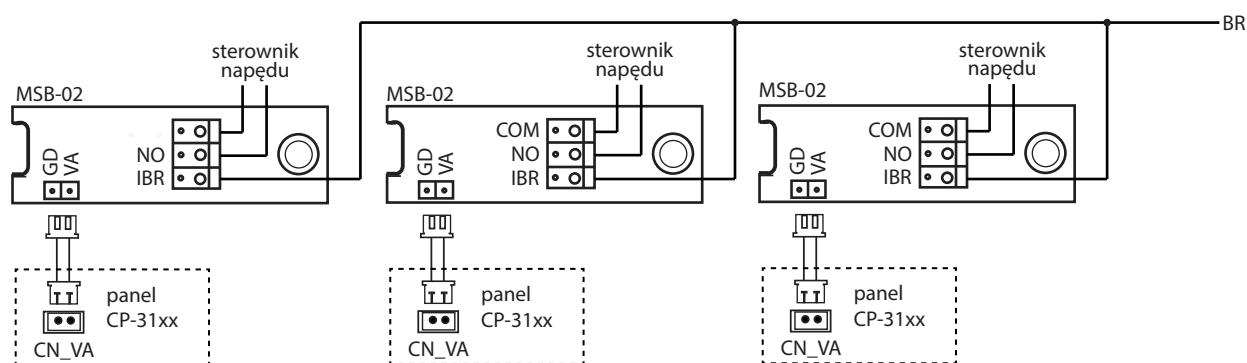 BR
sterownik
napędu
MSB-02
GD
VA
NO
IBR
panel
CP-31xx
CN_VA
sterownik
napędu
MSB-02
GD
VA
COM
NO
IBR
panel
CP-31xx
CN_VA
sterownik
napędu
MSB-02
GD
VA
COM
NO
IBR
panel
CP-31xx
CN_VA